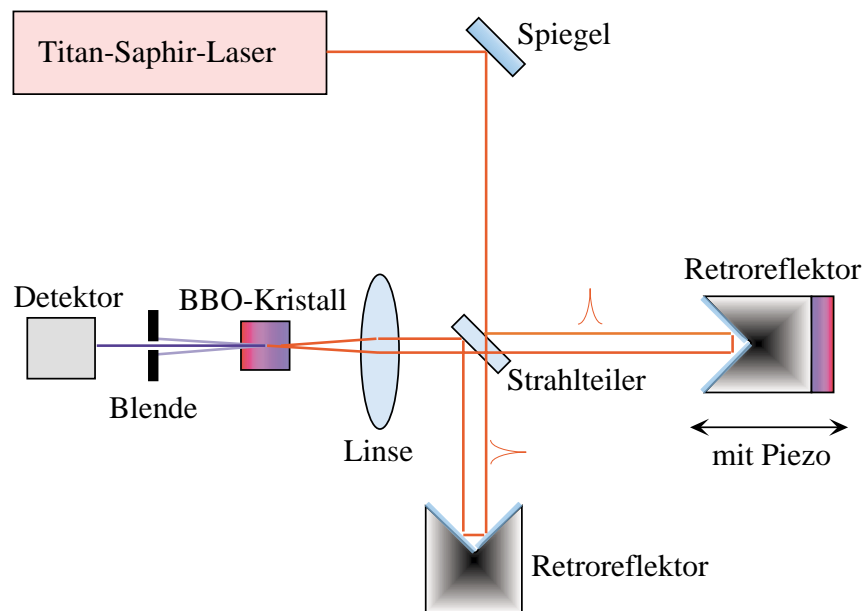 Titan-Saphir-Laser
Spiegel
Retroreflektor
Detektor
BBO-Kristall
Strahlteiler
Blende
Linse
mit Piezo
Retroreflektor